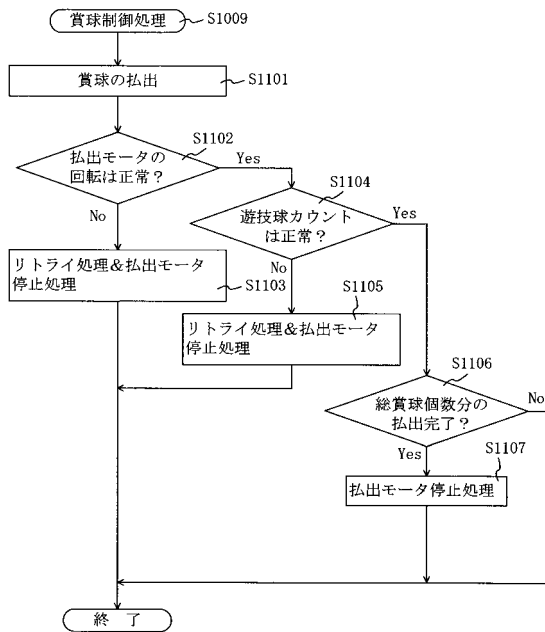 賞球制御処理
S1009
賞球の払出
S1101
払出モータの
回転は正常？
S1102
Yes
No
遊技球カウント
は正常？
S1104
Yes
No
リトライ処理＆払出モータ
停止処理
S1103
リトライ処理＆払出モータ
停止処理
S1105
総賞球個数分の
払出完了？
S1106
No
Yes
払出モータ停止処理
S1107
終 了